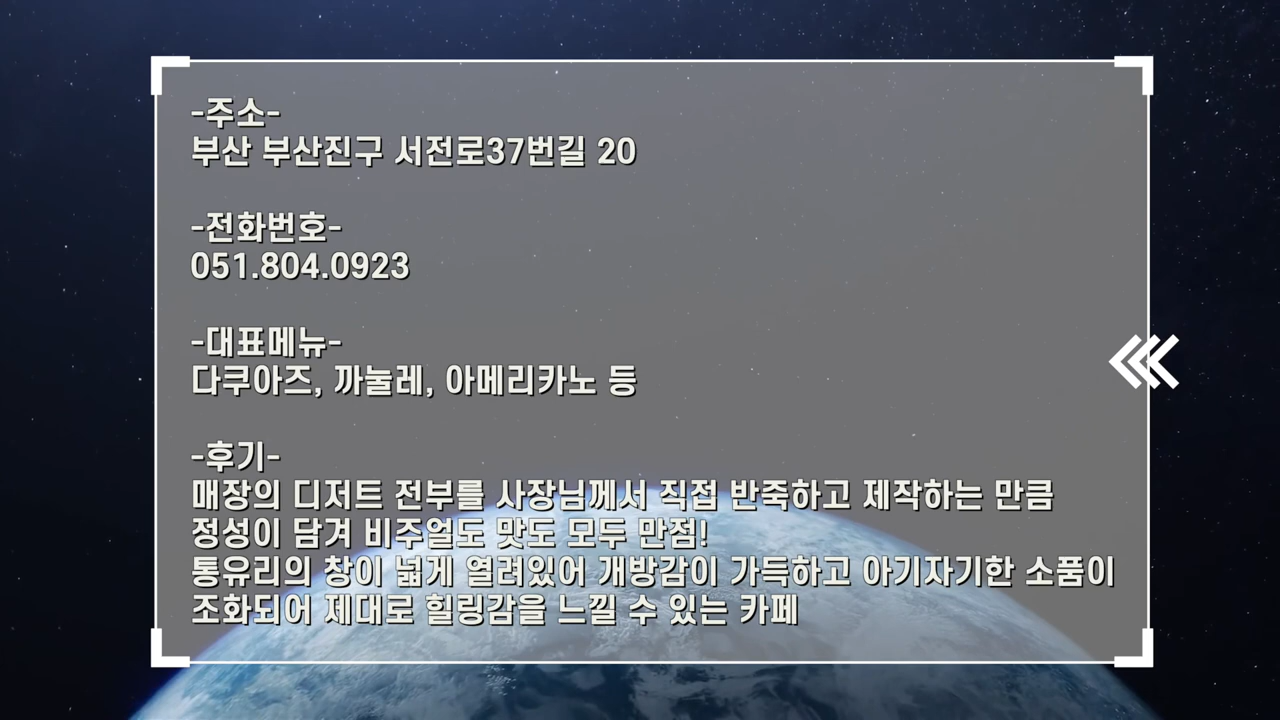 -주소-
부산 부산진구 서전로37번길 20
-전화번호-
051.804.0923
-대표메뉴-
다쿠아즈, 까눌레, 아메리카노 등
-후기-
매장의 디저트 전부를 사장님께서 직접 반죽하고 제작하는 만큼
정성이 담겨 비주얼도 맛도 모두 만점!
통유리의 창이 넓게 열려있어 개방감이 가득하고 아기자기한 소품이
조화되어 제대로 힐링감을 느낄 수 있는 카페